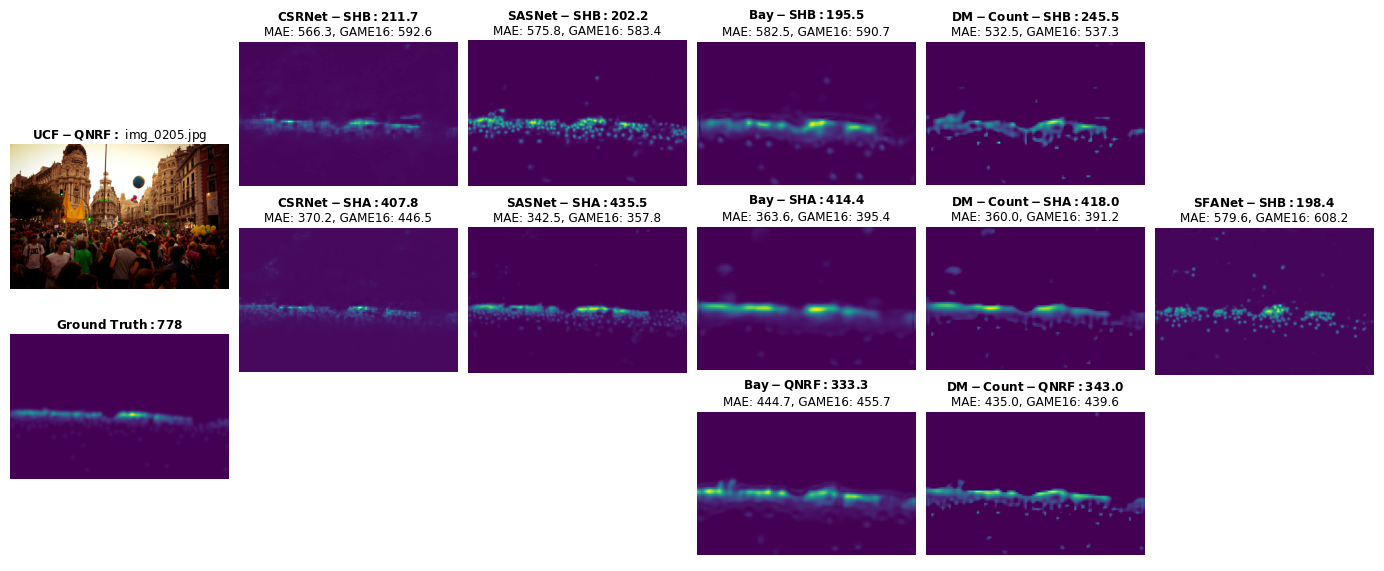 CSRNet−SHB: 211.7
MAE: 566.3, GAME16: 592.6
SASNet−SHB: 202.2
MAE: 575.8, GAME16: 583.4
Bay−SHB: 195.5
MAE: 582.5, GAME16: 590.7
DM−Count−SHB: 245.5
MAE: 532.5, GAME16: 537.3
UCF−QNRF: img_0205.jpg
CSRNet−SHA: 407.8
MAE: 370.2, GAME16: 446.5
SASNet−SHA: 435.5
MAE: 342.5, GAME16: 357.8
Bay−SHA: 414.4
MAE: 363.6, GAME16: 395.4
DM−Count−SHA: 418.0
MAE: 360.0, GAME16: 391.2
SFANet−SHB: 198.4
MAE: 579.6, GAME16: 608.2
Ground Truth: 778
Bay−QNRF: 333.3
MAE: 444.7, GAME16: 455.7
DM−Count−QNRF: 343.0
MAE: 435.0, GAME16: 439.6